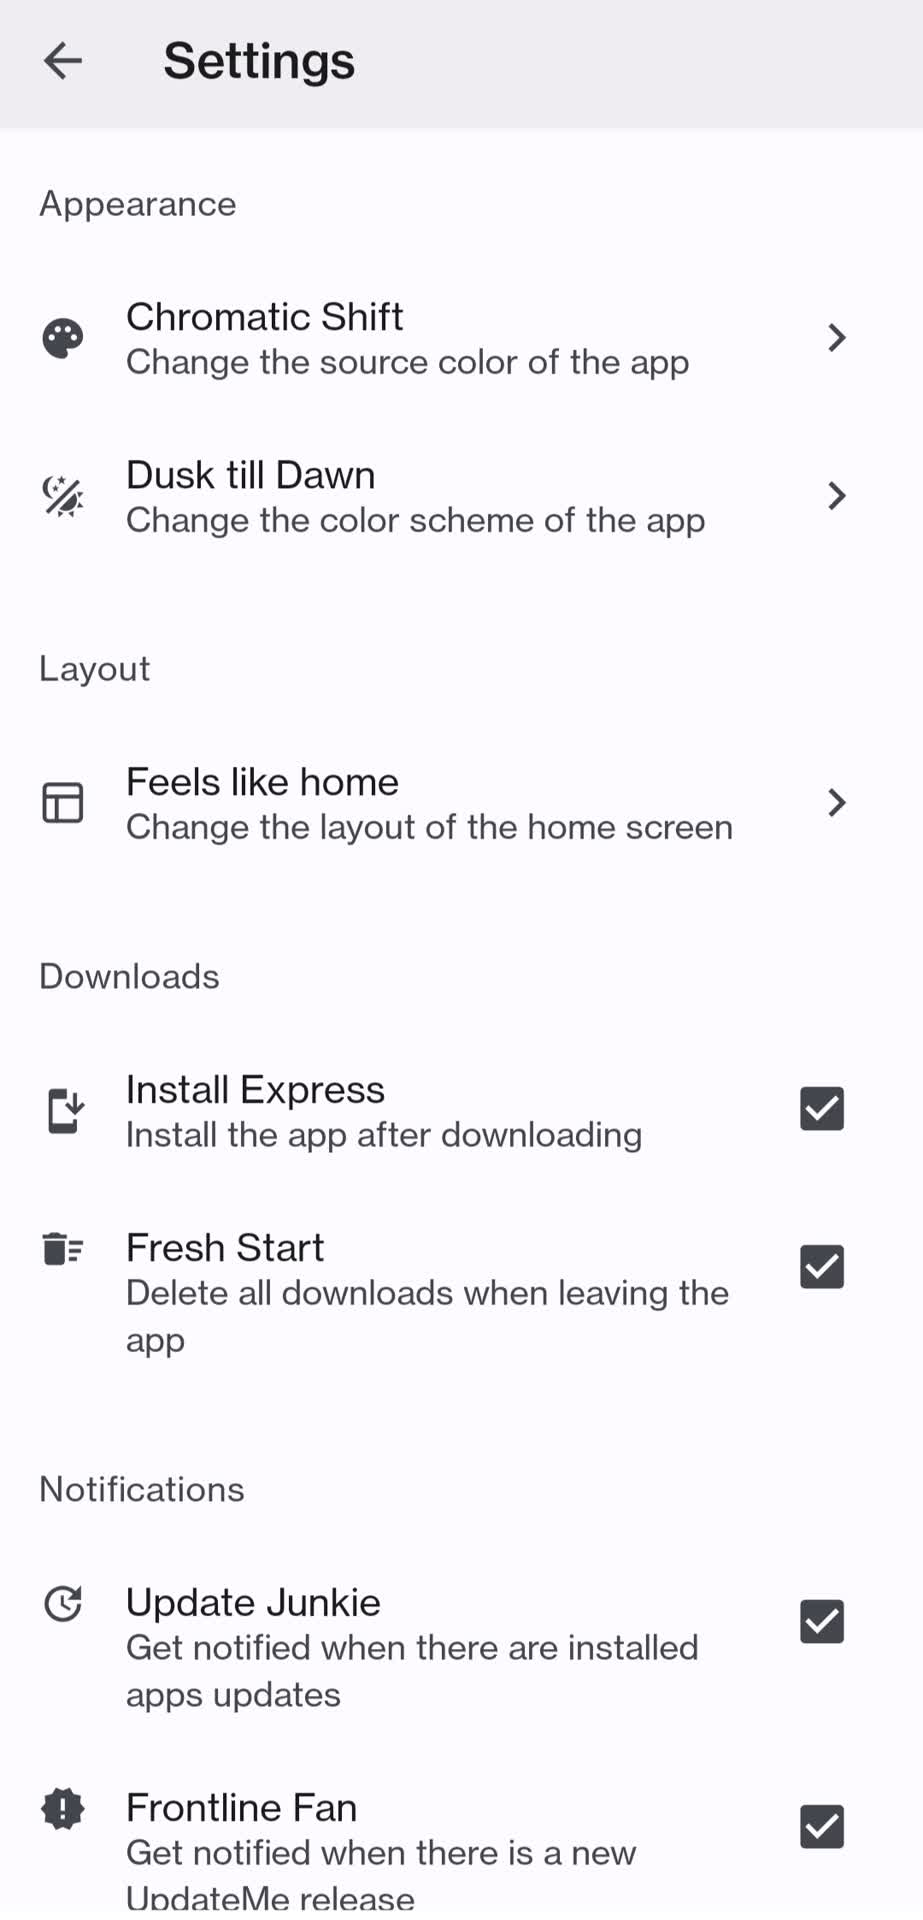 Settings
Appearance
Chromatic Shift
Change the source color of the app
Dusk till Dawn
Change the color scheme of the app
Layout
Feels like home
Change the layout of the home screen
Downloads
Install Express
Install the app after downloading
Fresh Start
Delete all downloads when leaving the
app
Notifications
Update Junkie
Get notified when there are installed
apps updates
Frontline Fan
Get notified when there is a new
UpdateMe release